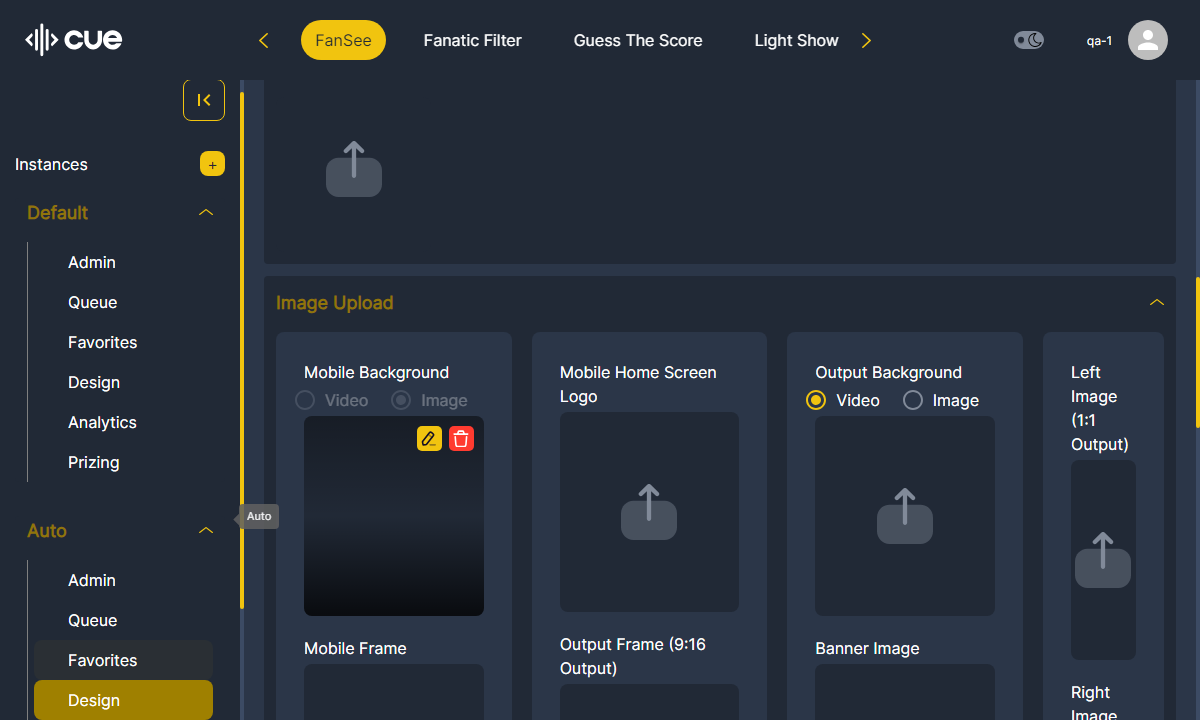 cue
FanSee
Fanatic Filter
Guess The Score
Light Show
qa-1
Instances
+
Default
Admin
Queue
Favorites
Design
Analytics
Prizing
Auto
Admin
Queue
Favorites
Design
Auto
Image Upload
Mobile Background
Video
Image
Mobile Home Screen
Logo
Output Background
Video
Image
Left
Image
(1:1
Output)
Mobile Frame
Output Frame (9:16
Output)
Banner Image
Right
Image